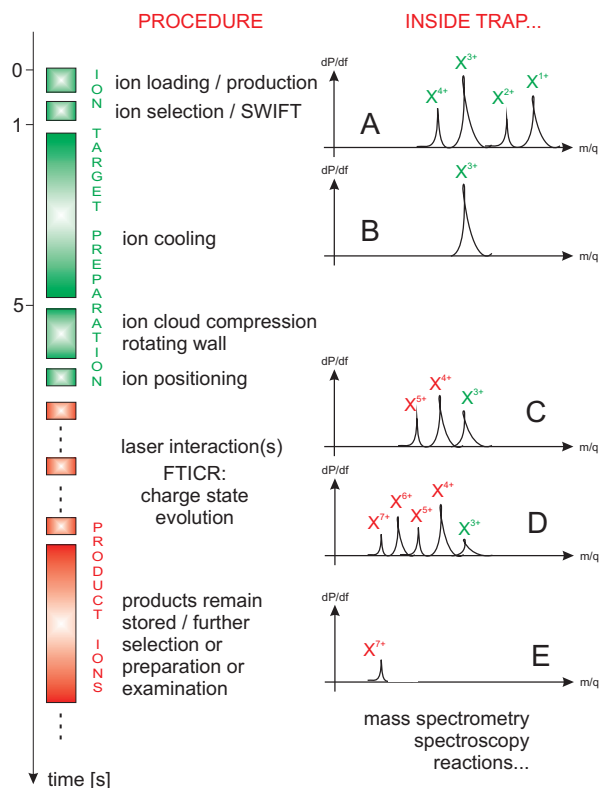 PROCEDURE
INSIDE TRAP...
0
1
5
time [s]
ION TARGET PREPARATION
PRODUCT IONS
ion loading / production
ion selection / SWIFT
ion cooling
ion cloud compression
rotating wall
ion positioning
laser interaction(s)
FTICR:
charge state
evolution
products remain
stored / further
selection or
preparation or
examination
dP/df
X4+
X3+
X2+
X1+
A
m/q
dP/df
X3+
B
m/q
dP/df
X5+
X4+
X3+
C
m/q
dP/df
X7+
X6+
X5+
X4+
X3+
D
m/q
dP/df
X7+
E
m/q
mass spectrometry
spectroscopy
reactions...